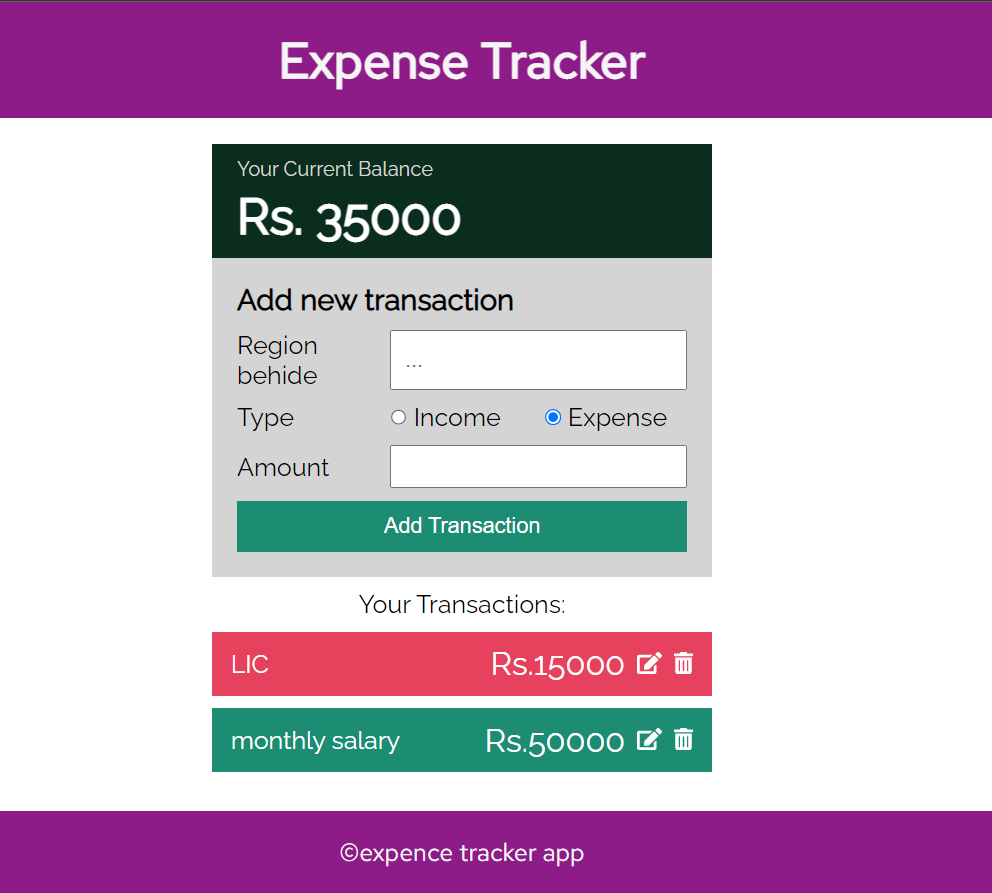 Expense Tracker
Your Current Balance
Rs. 35000
Add new transaction
Region
behide
...
Type
Income
Expense
Amount
Add Transaction
Your Transactions:
LIC Rs.15000
monthly salary Rs.50000
©expence tracker app